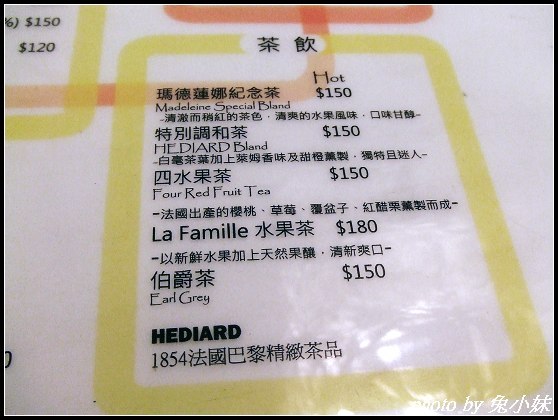 %) $150
$120
茶 飲
Hot
瑪德蓮娜紀念茶 $150
Madeleine Special Bland
-清澈而稍紅的茶色，清爽的水果風味，口味甘醇-
特別調和茶 $150
HEDIARD Bland
-白毫茶葉加上萊姆香味及甜橙薰製，獨特且迷人-
四水果茶 $150
Four Red Fruit Tea
-法國出產的櫻桃、草莓、覆盆子、紅醋栗薰製而成-
La Famille 水果茶 $180
-以新鮮水果加上天然果釀，清新爽口-
伯爵茶 $150
Earl Grey
HEDIARD
1854法國巴黎精緻茶品
photo by 兔小妹